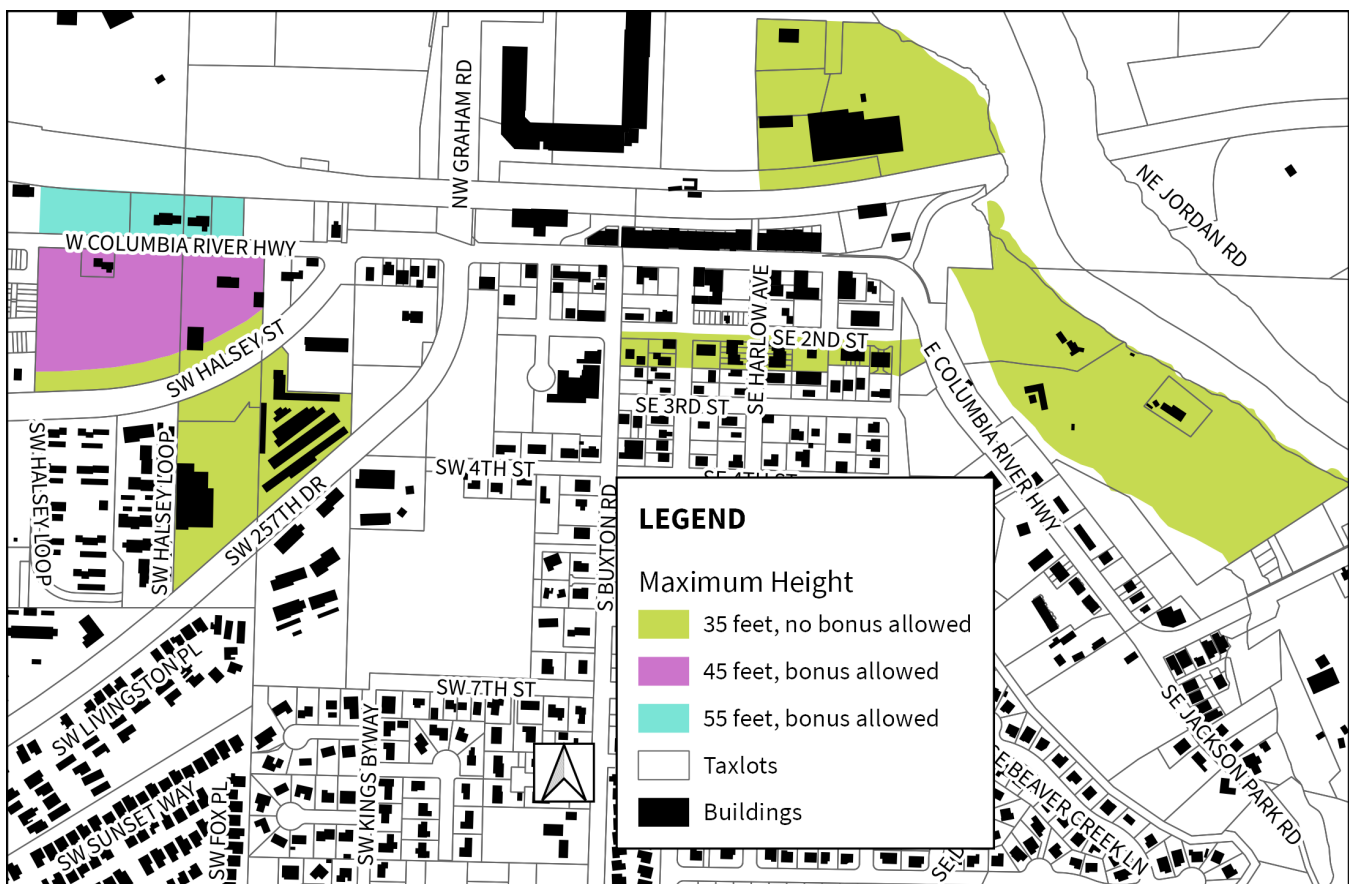 NW GRAHAM RD
NE JORDAN RD
W COLUMBIA RIVER HWY
SW HALSEY ST
SE HARLOW AVE
SE 2ND ST
E COLUMBIA RIVER HWY
SE 3RD ST
SW HALSEY LOOP
SW HALSEY LOOP
SW 257TH DR
SW 4TH ST
SE 4TH ST
S BUXTON RD
LEGEND
Maximum Height
35 feet, no bonus allowed
45 feet, bonus allowed
55 feet, bonus allowed
Taxlots
Buildings
SW LIVINGSTON PL
SW 7TH ST
SW KINGS BYWAY
SW SUNSET WAY
SW FOX PL
SE JACKSON PARK RD
SE BEAVER CREEK LN